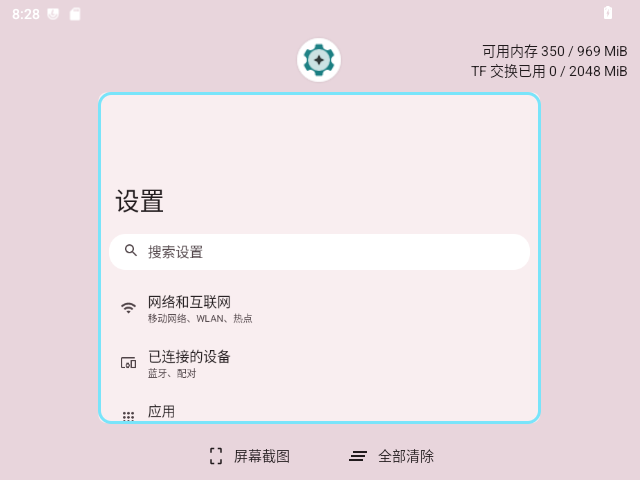 8:28
可用内存 350 / 969 MiB
TF 交换已用 0 / 2048 MiB
设置
搜索设置
网络和互联网
移动网络、WLAN、热点
已连接的设备
蓝牙、配对
应用
屏幕截图
全部清除